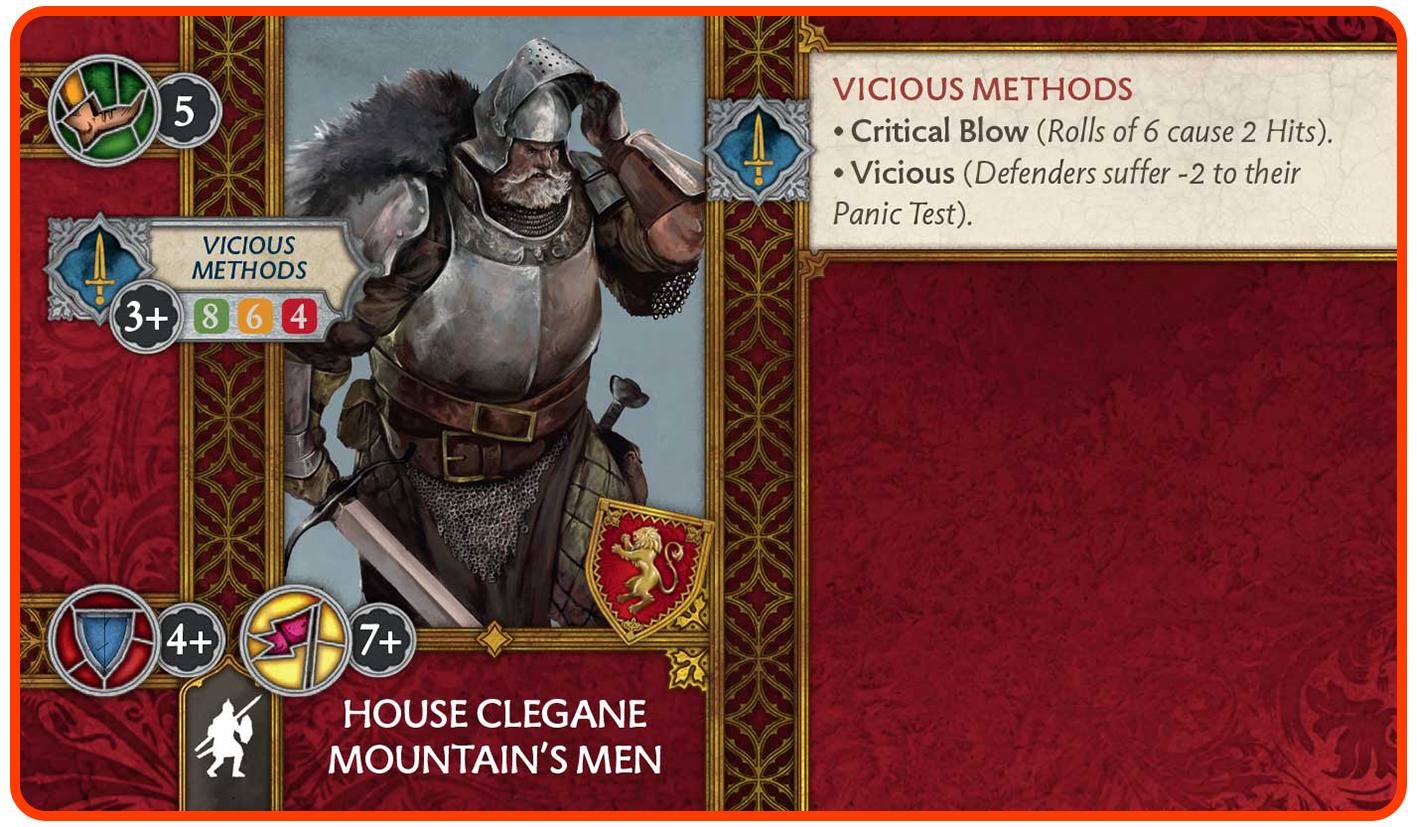 5
VICIOUS
METHODS
3+ 8 6 4
4+ 7+
HOUSE CLEGANE
MOUNTAIN'S MEN
VICIOUS METHODS
• Critical Blow (Rolls of 6 cause 2 Hits).
• Vicious (Defenders suffer -2 to their
Panic Test).